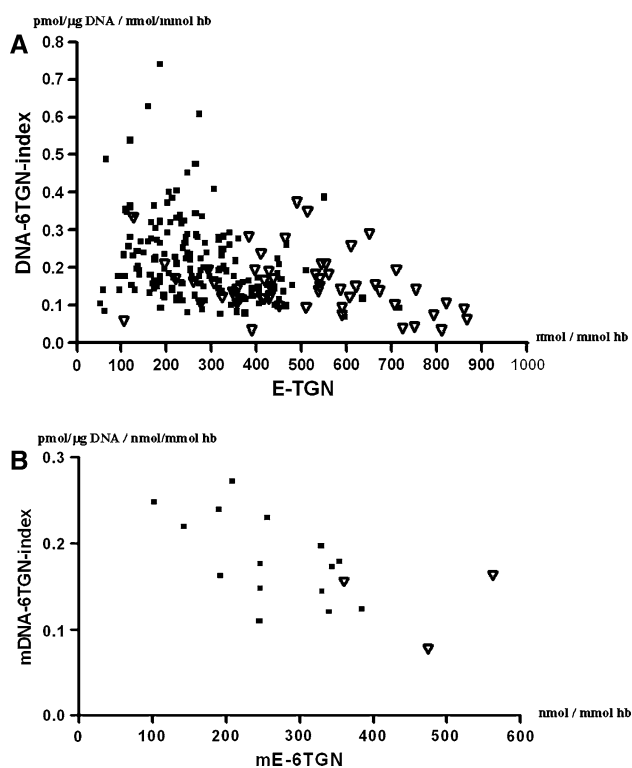 pmol/µg DNA / nmol/mmol hb
A
0.8
0.7
0.6
0.5
0.4
0.3
0.2
0.1
0.0
DNA-6TGN-index
0 100 200 300 400 500 600 700 800 900 1000
nmol / mmol hb
E-TGN
pmol/µg DNA / nmol/mmol hb
B
0.3
0.2
0.1
0.0
mDNA-6TGN-index
0 100 200 300 400 500 600
nmol / mmol hb
mE-6TGN